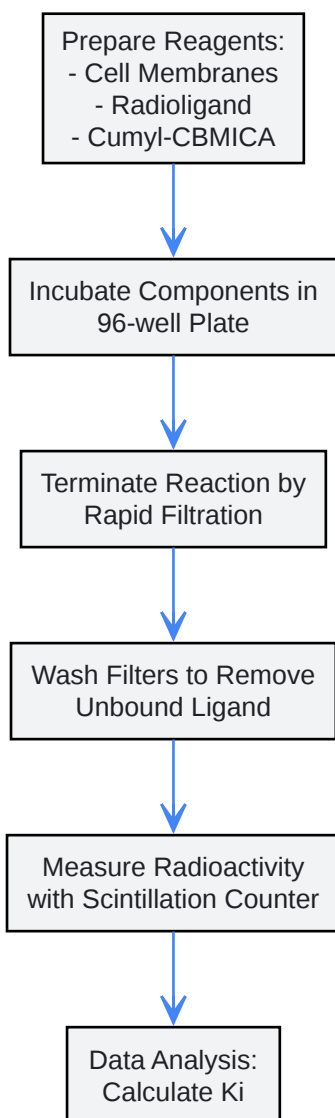 Prepare Reagents:
- Cell Membranes
- Radioligand
- Cumyl-CBMICA
Incubate Components in
96-well Plate
Terminate Reaction by
Rapid Filtration
Wash Filters to Remove
Unbound Ligand
Measure Radioactivity
with Scintillation Counter
Data Analysis:
Calculate Ki